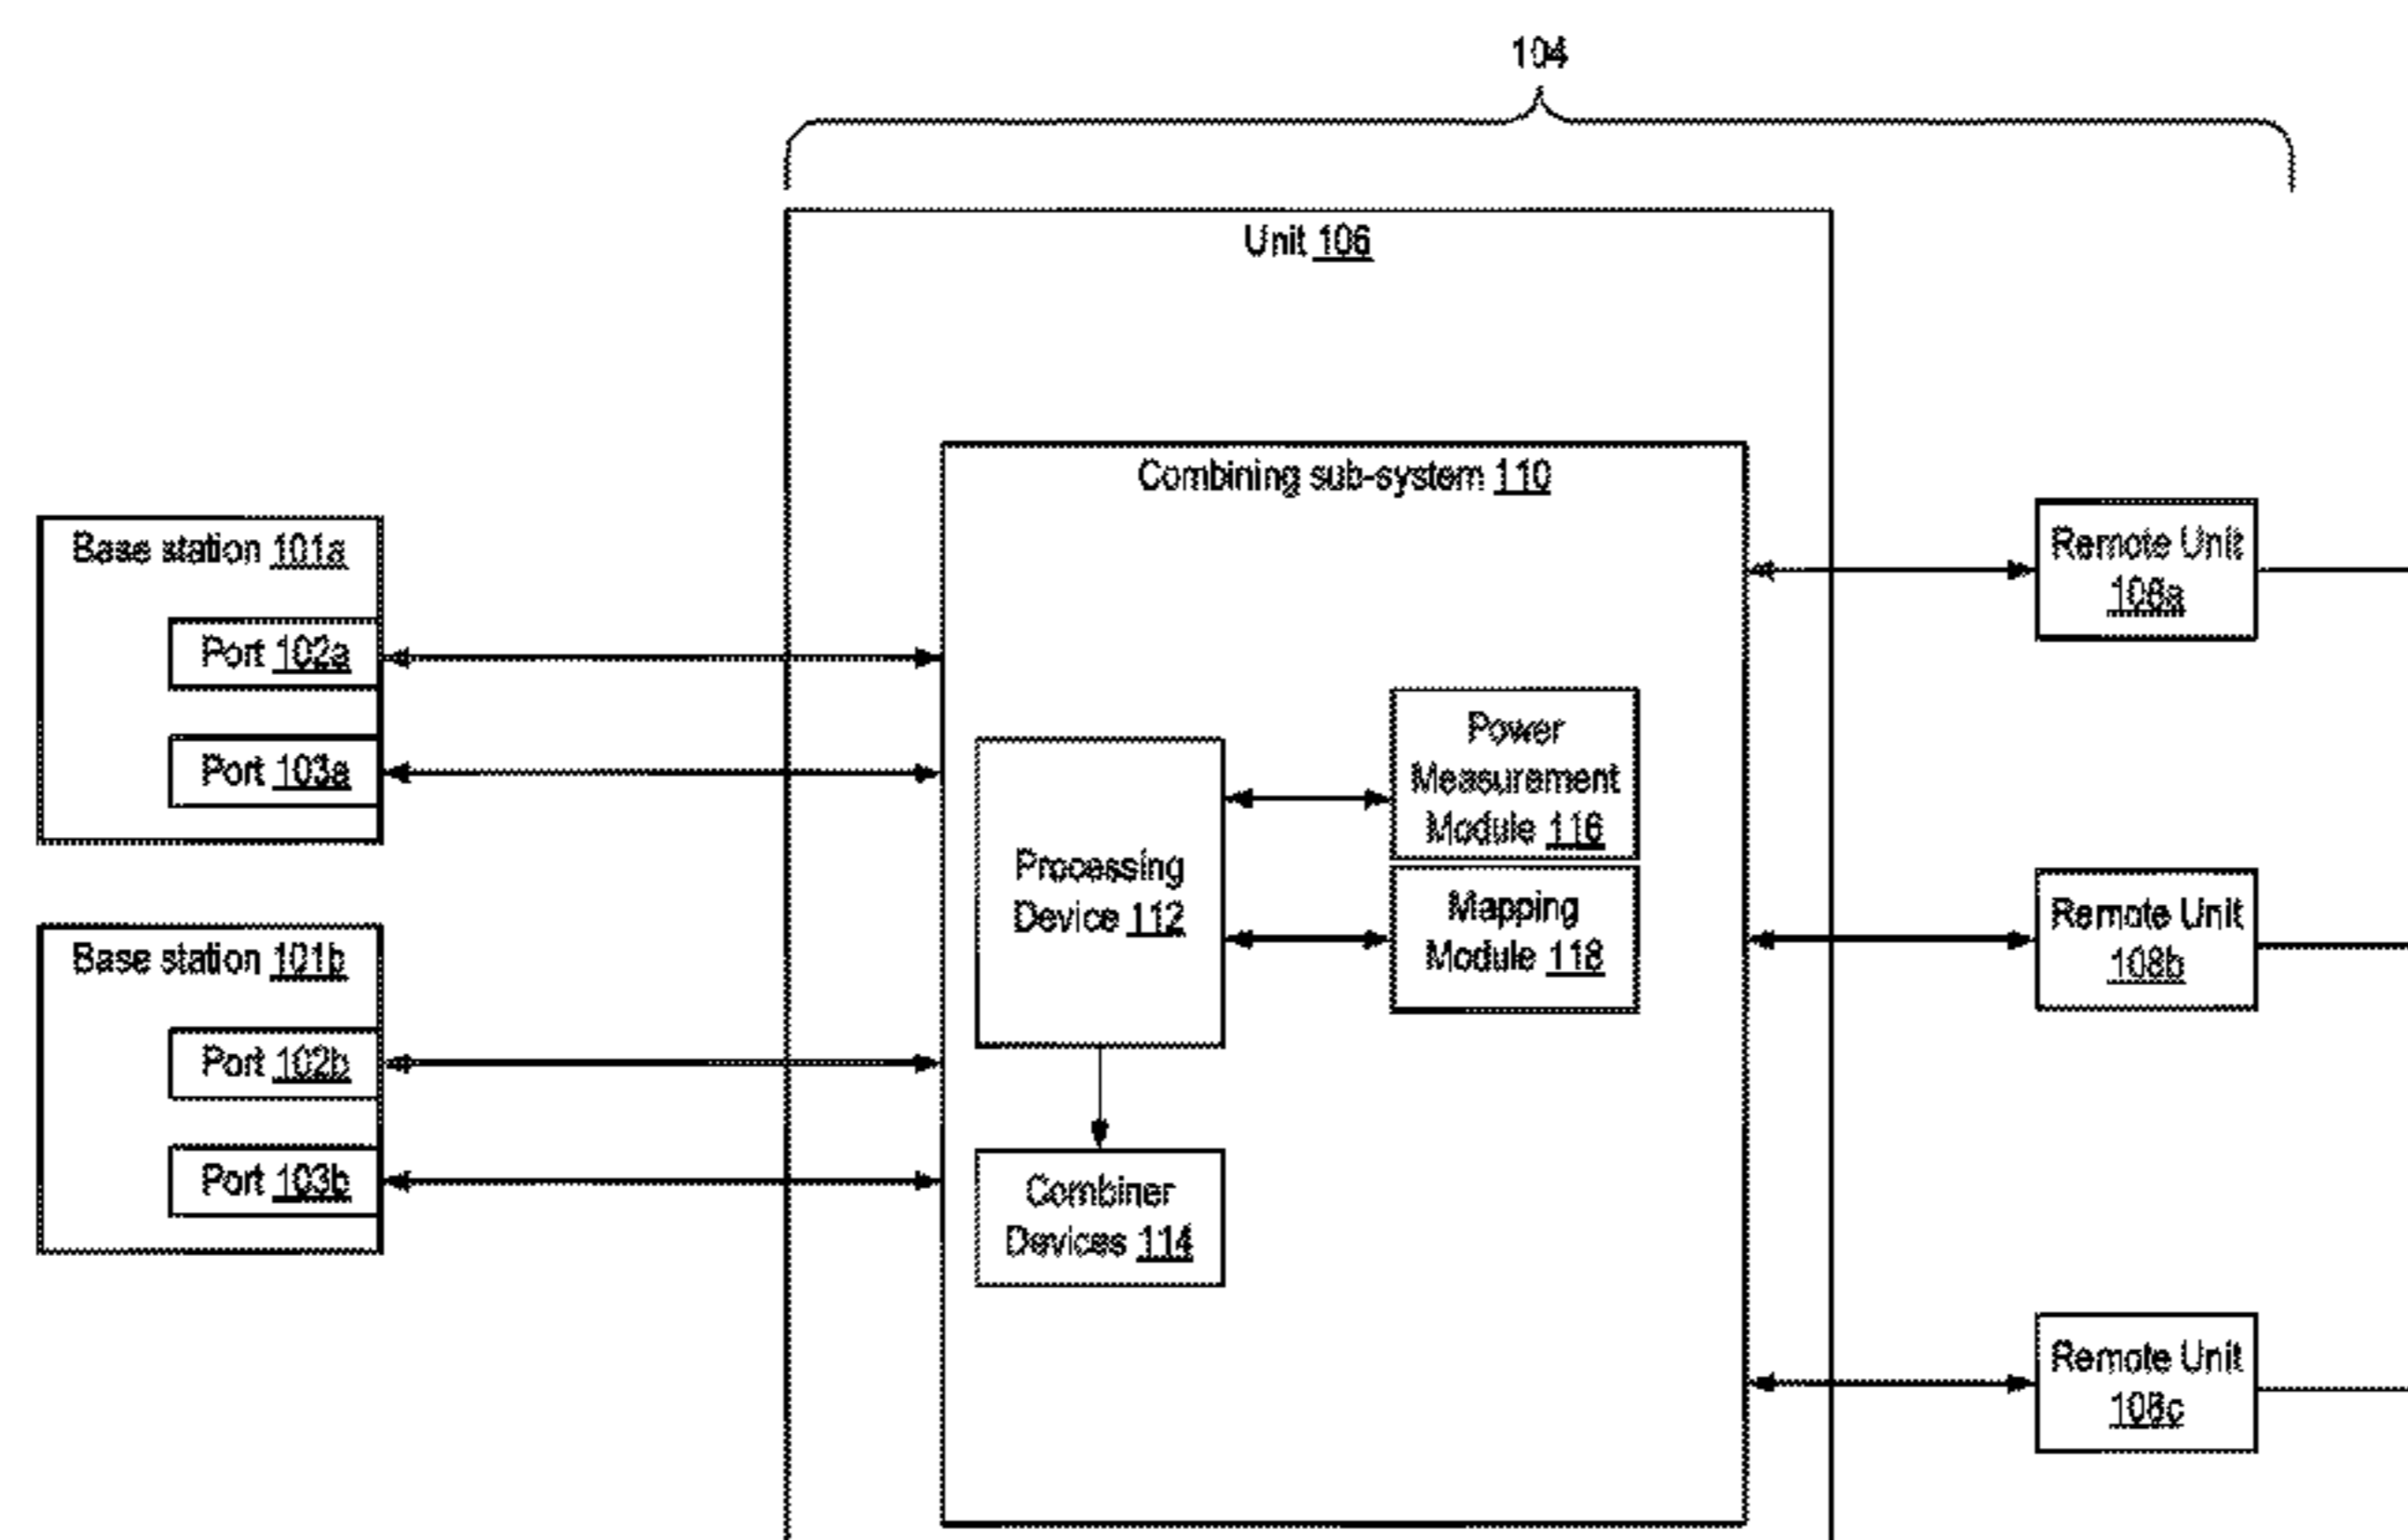 104
Unit 106
Combining sub-system 110
Base station 101a
Port 102a
Port 103a
Base station 101b
Port 102b
Port 103b
Processing
Device 112
Power
Measurement
Module 116
Mapping
Module 118
Combiner
Devices 114
Remote Unit
108a
Remote Unit
108b
Remote Unit
108c